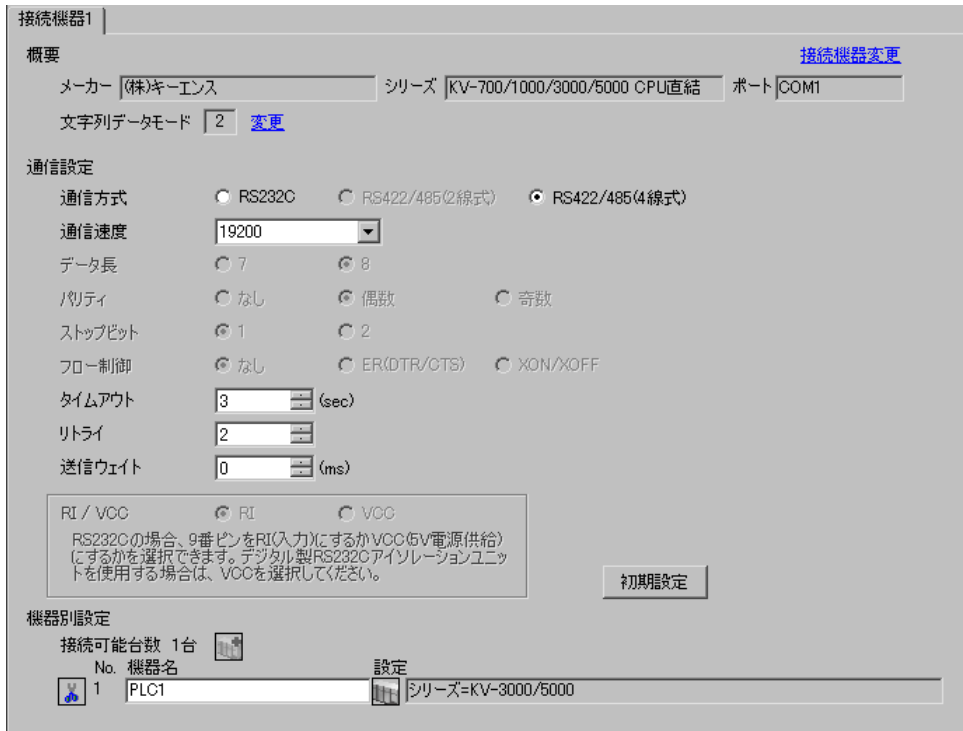 接続機器1
概要 接続機器変更
メーカー (株)キーエンス シリーズ KV-700/1000/3000/5000 CPU直結 ポート COM1
文字列データモード 2 変更
通信設定
通信方式 RS232C RS422/485(2線式) RS422/485(4線式)
通信速度 19200
データ長 7 8
パリティ なし 偶数 奇数
ストップビット 1 2
フロー制御 なし ER(DTR/CTS) XON/XOFF
タイムアウト 3 (sec)
リトライ 2
送信ウェイト 0 (ms)
RI / VCC RI VCC
RS232Cの場合、9番ピンをRI(入力)にするかVCC(5V電源供給)
にするかを選択できます。デジタル製RS232Cアイソレーションユニッ
トを使用する場合は、VCCを選択してください。
初期設定
機器別設定
接続可能台数 1台
No. 機器名 設定
1 PLC1 シリーズ=KV-3000/5000